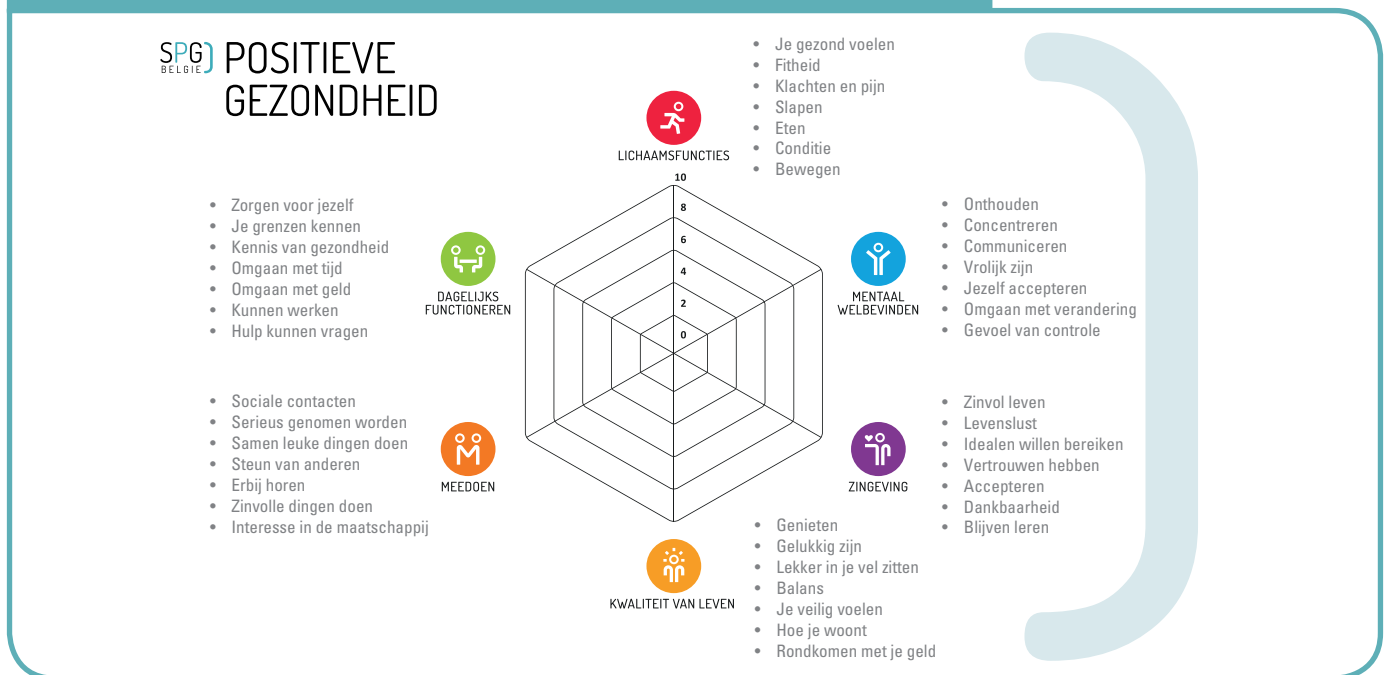 SPG
BELGIË
POSITIEVE
GEZONDHEID
• Je gezond voelen
• Fitheid
• Klachten en pijn
• Slapen
• Eten
• Conditie
• Bewegen
LICHAAMSFUNCTIES
10
8
6
4
2
0
• Zorgen voor jezelf
• Je grenzen kennen
• Kennis van gezondheid
• Omgaan met tijd
• Omgaan met geld
• Kunnen werken
• Hulp kunnen vragen
DAGELIJKS
FUNCTIONEREN
MENTAAL
WELBEVINDEN
• Onthouden
• Concentreren
• Communiceren
• Vrolijk zijn
• Jezelf accepteren
• Omgaan met verandering
• Gevoel van controle
• Sociale contacten
• Serieus genomen worden
• Samen leuke dingen doen
• Steun van anderen
• Erbij horen
• Zinvolle dingen doen
• Interesse in de maatschappij
MEEDOEN
ZINGEVING
• Zinvol leven
• Levenslust
• Idealen willen bereiken
• Vertrouwen hebben
• Accepteren
• Dankbaarheid
• Blijven leren
KWALITEIT VAN LEVEN
• Genieten
• Gelukkig zijn
• Lekker in je vel zitten
• Balans
• Je veilig voelen
• Hoe je woont
• Rondkomen met je geld